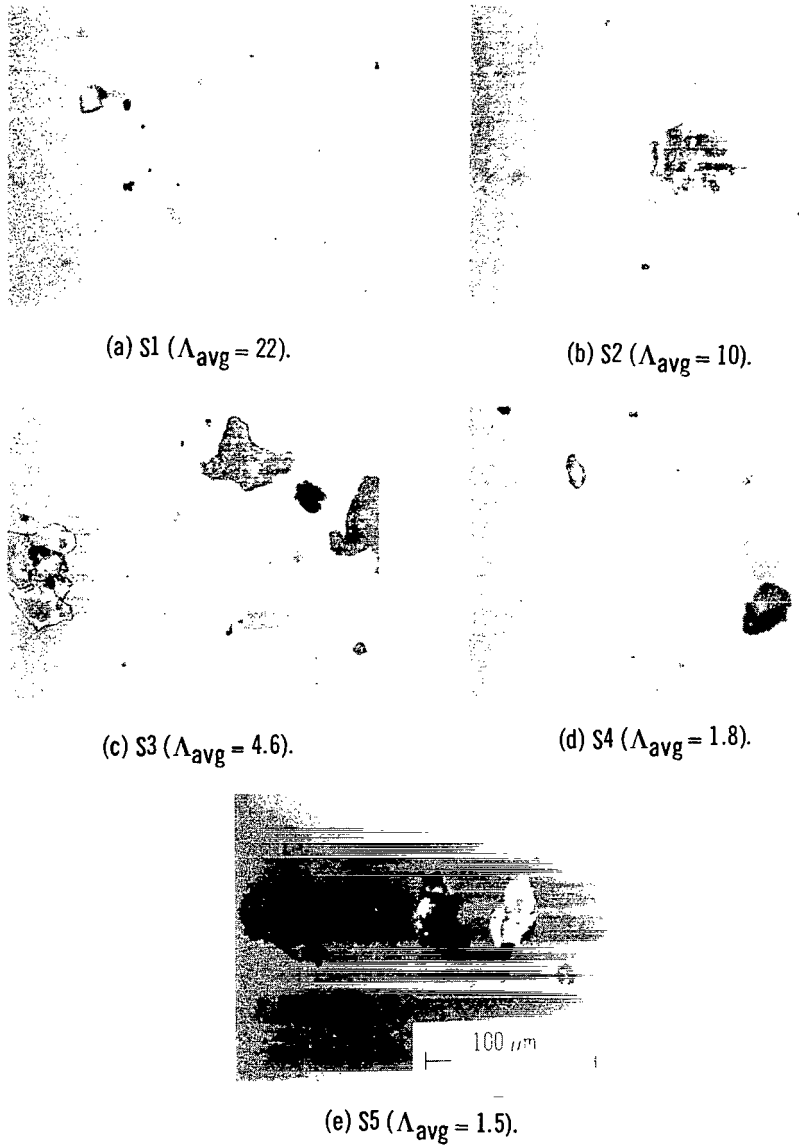 (a) S1 (Λavg = 22).
(b) S2 (Λavg = 10).
(c) S3 (Λavg = 4.6).
(d) S4 (Λavg = 1.8).
100 μm
(e) S5 (Λavg = 1.5).